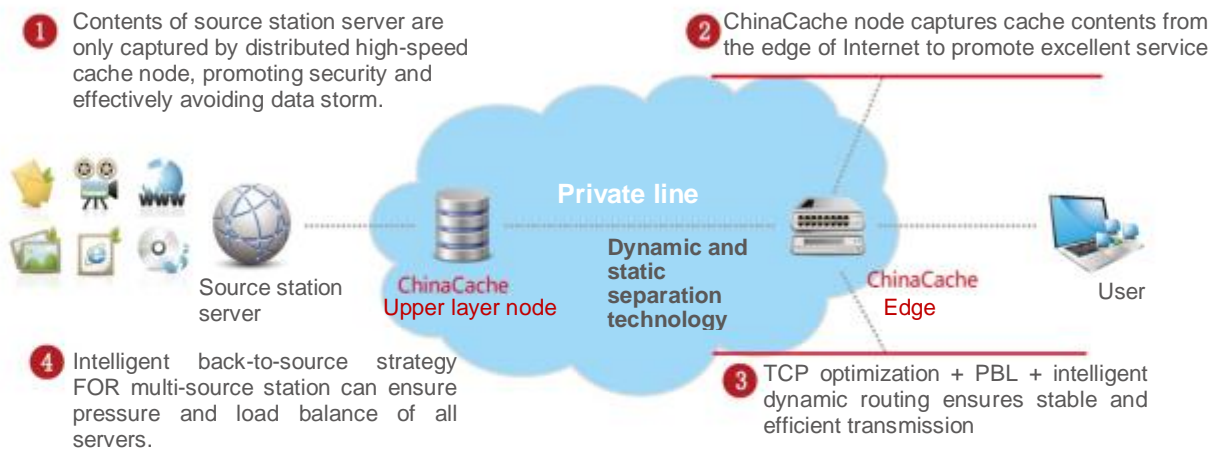 1 Contents of source station server are
only captured by distributed high-speed
cache node, promoting security and
effectively avoiding data storm.
2 ChinaCache node captures cache contents from
the edge of Internet to promote excellent service
www
Private line
Dynamic and
static
separation
technology
Source station
server
ChinaCache
Upper layer node
ChinaCache
Edge
User
4 Intelligent back-to-source strategy
FOR multi-source station can ensure
pressure and load balance of all
servers.
3 TCP optimization + PBL + intelligent
dynamic routing ensures stable and
efficient transmission